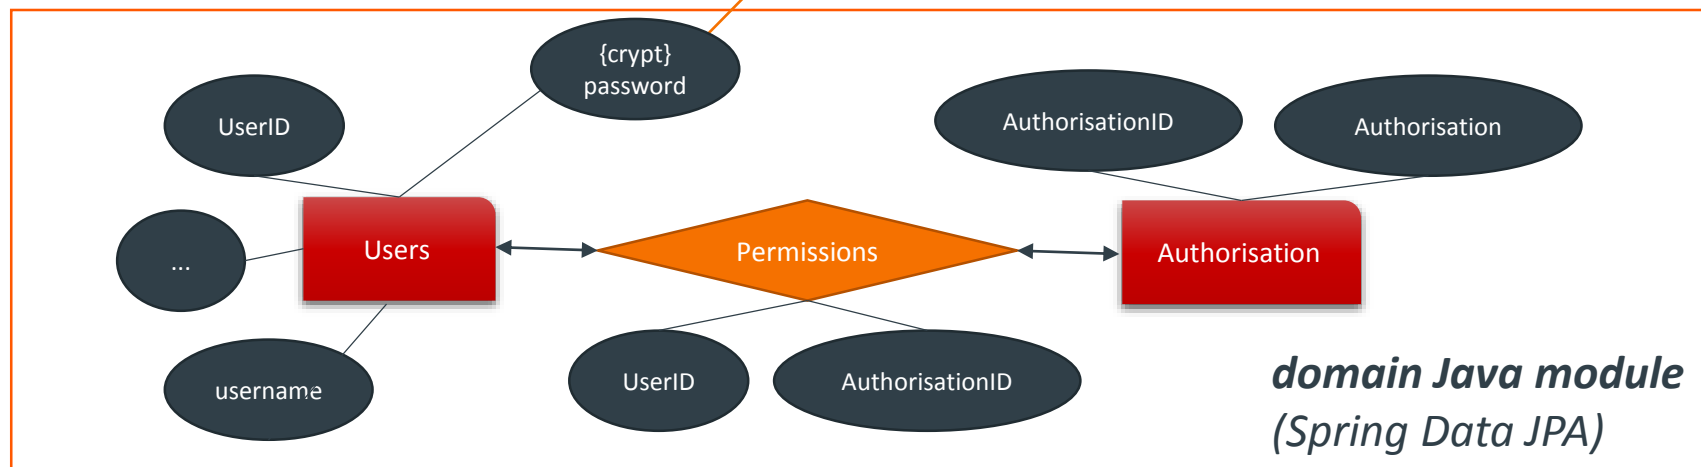 {crypt}
password
UserID
AuthorisationID
Authorisation
...
Users
Permissions
Authorisation
username
UserID
AuthorisationID
domain Java module
(Spring Data JPA)